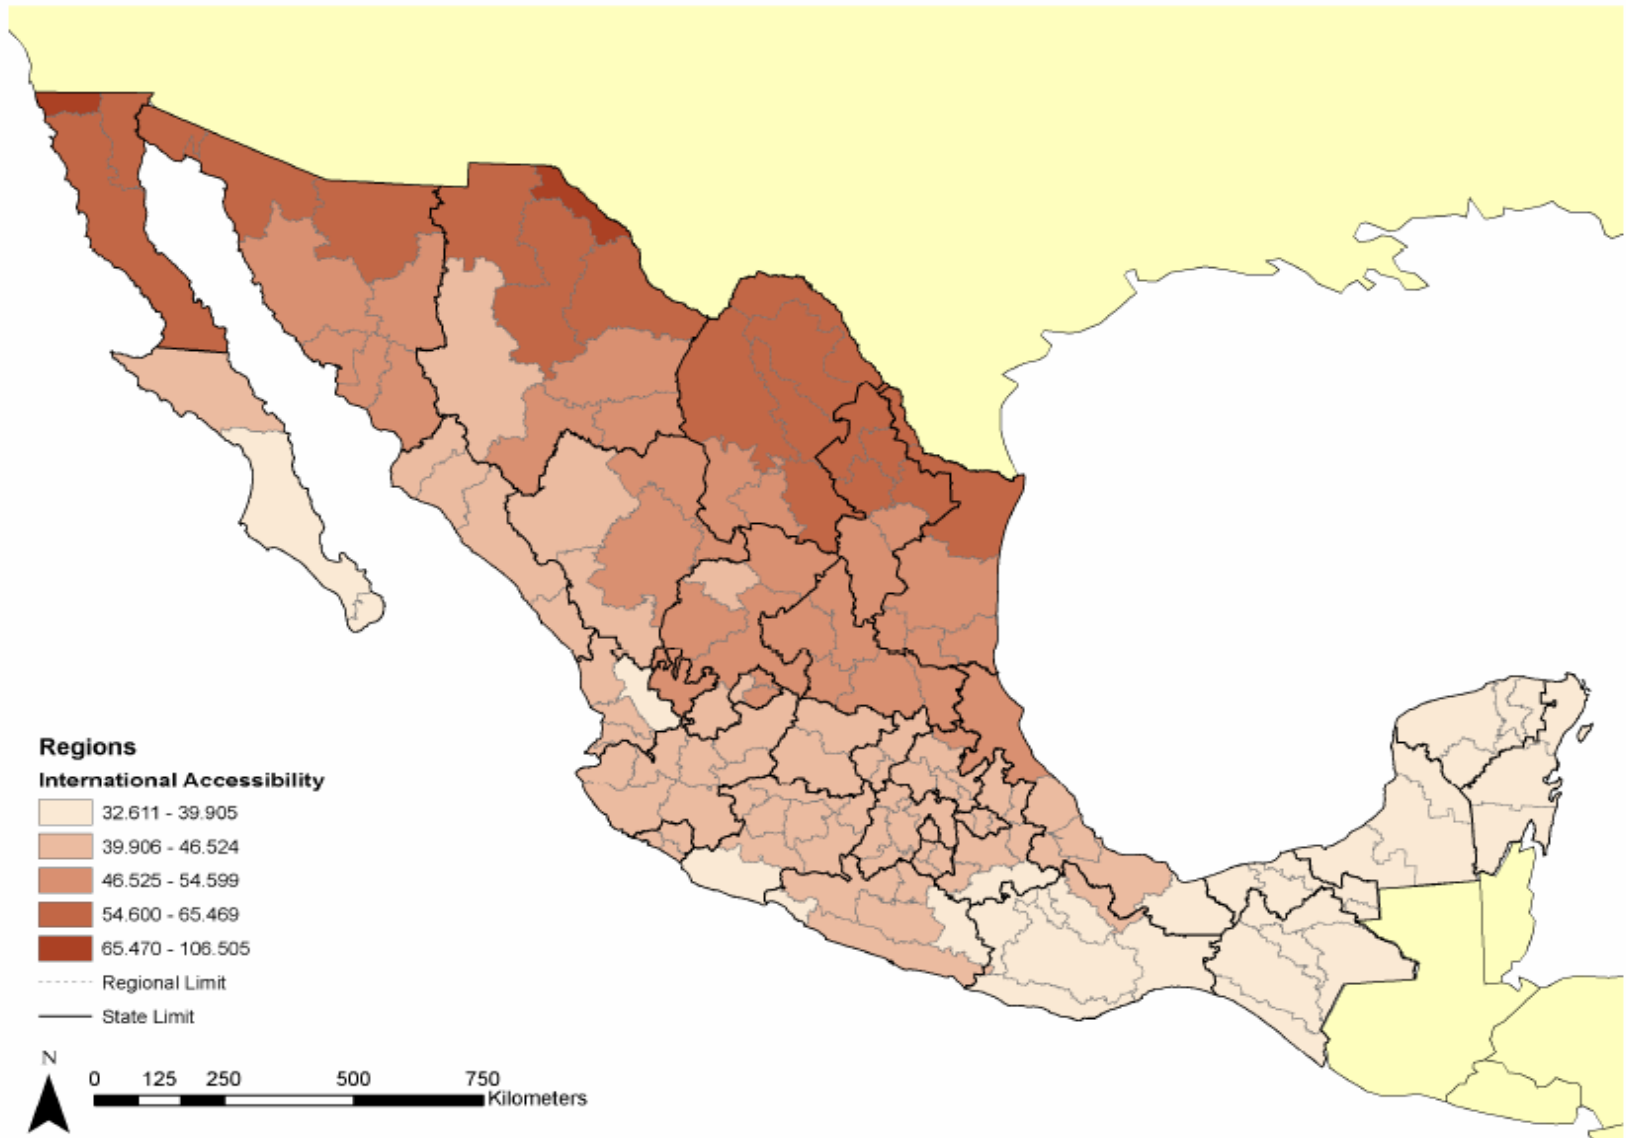 Regions
International Accessibility
32.611 - 39.905
39.906 - 46.524
46.525 - 54.599
54.600 - 65.469
65.470 - 106.505
Regional Limit
State Limit
N
0 125 250 500 750
Kilometers